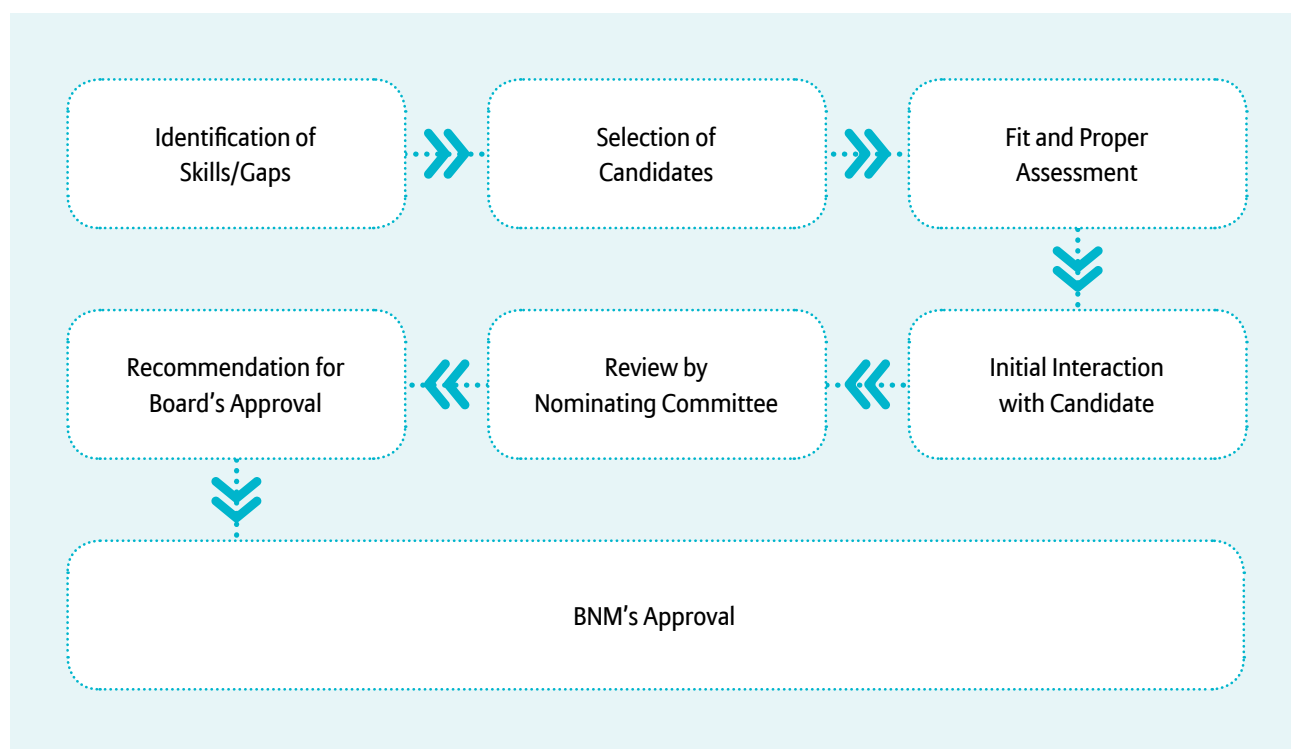 Identification of
Skills/Gaps
Selection of
Candidates
Fit and Proper
Assessment
Recommendation for
Board's Approval
Review by
Nominating Committee
Initial Interaction
with Candidate
BNM's Approval